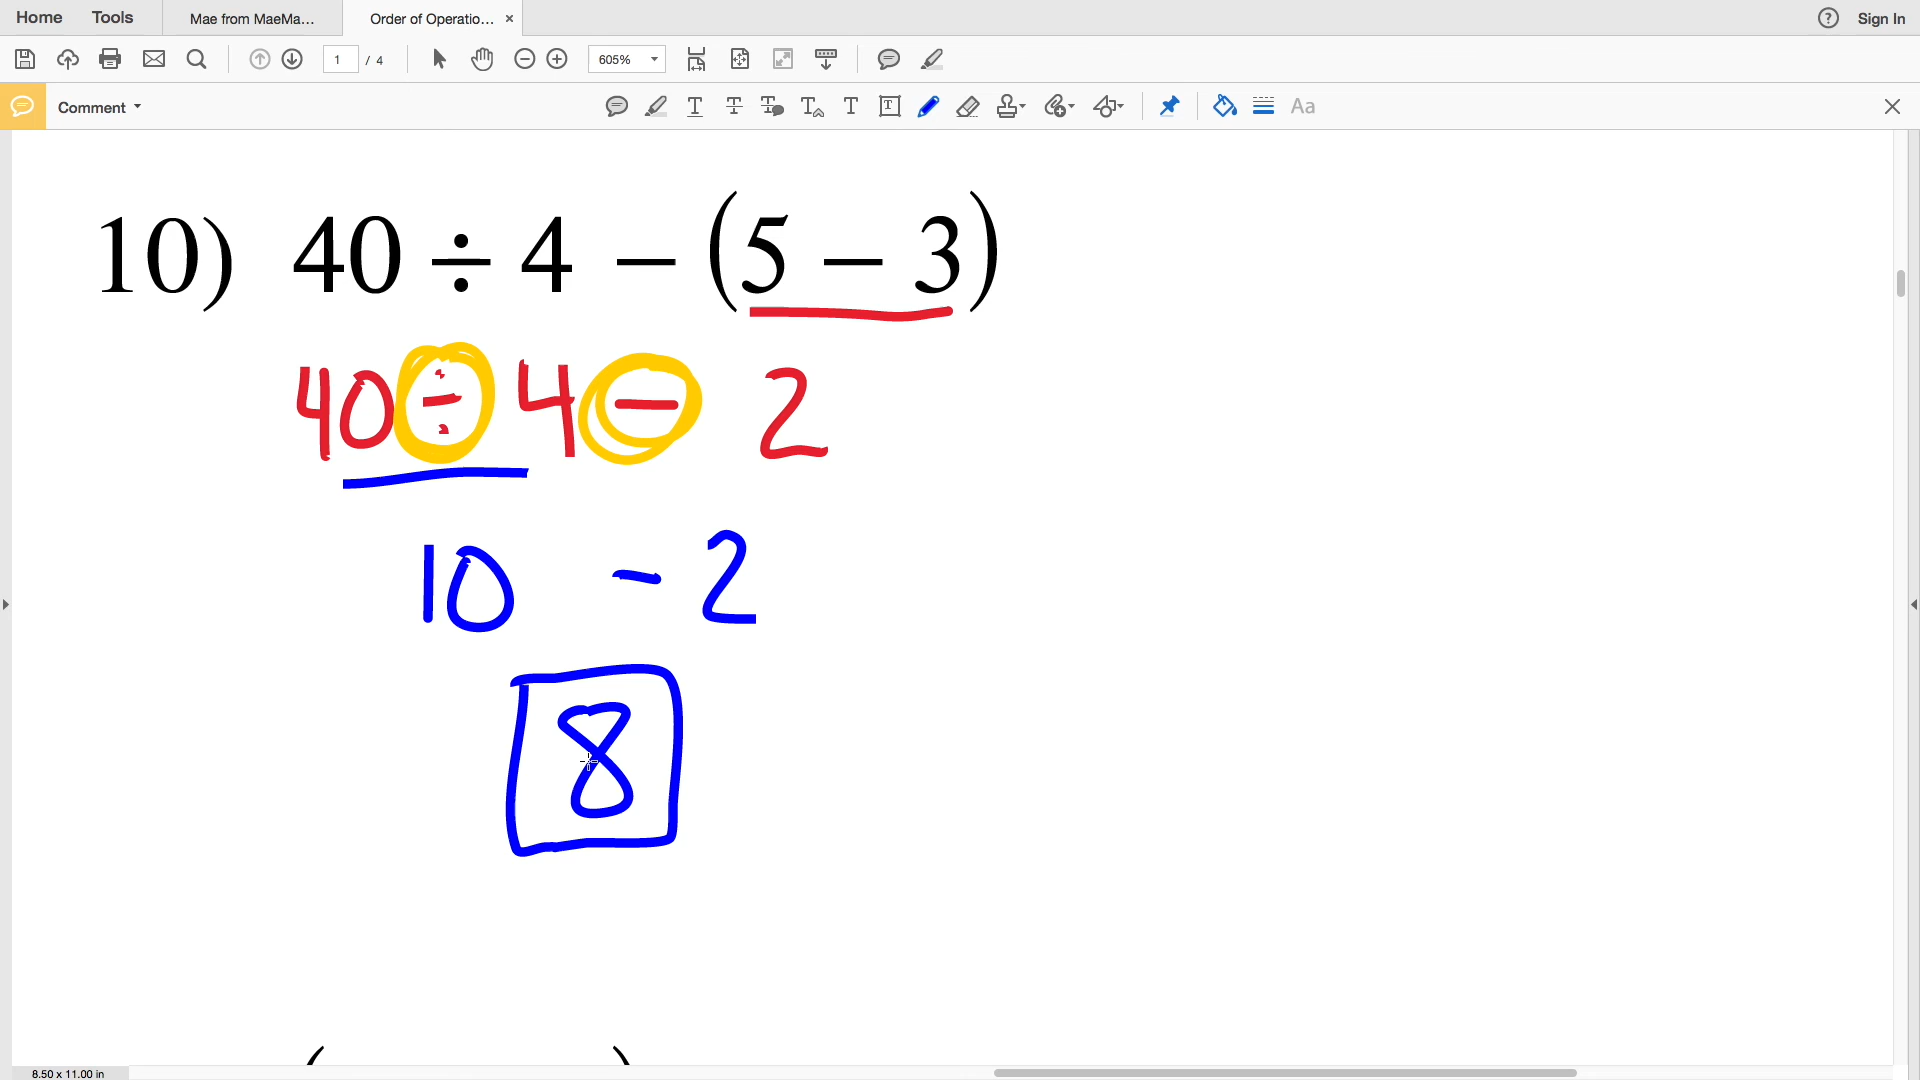 Home Tools Mae from MaeMa... Order of Operatio... × ? Sign In
1 / 4 605%
Comment T T T T T T Aa
10) 40 ÷ 4 − (5 − 3)
40 ÷ 4 − 2
10 - 2
8
( )
8.50 x 11.00 in